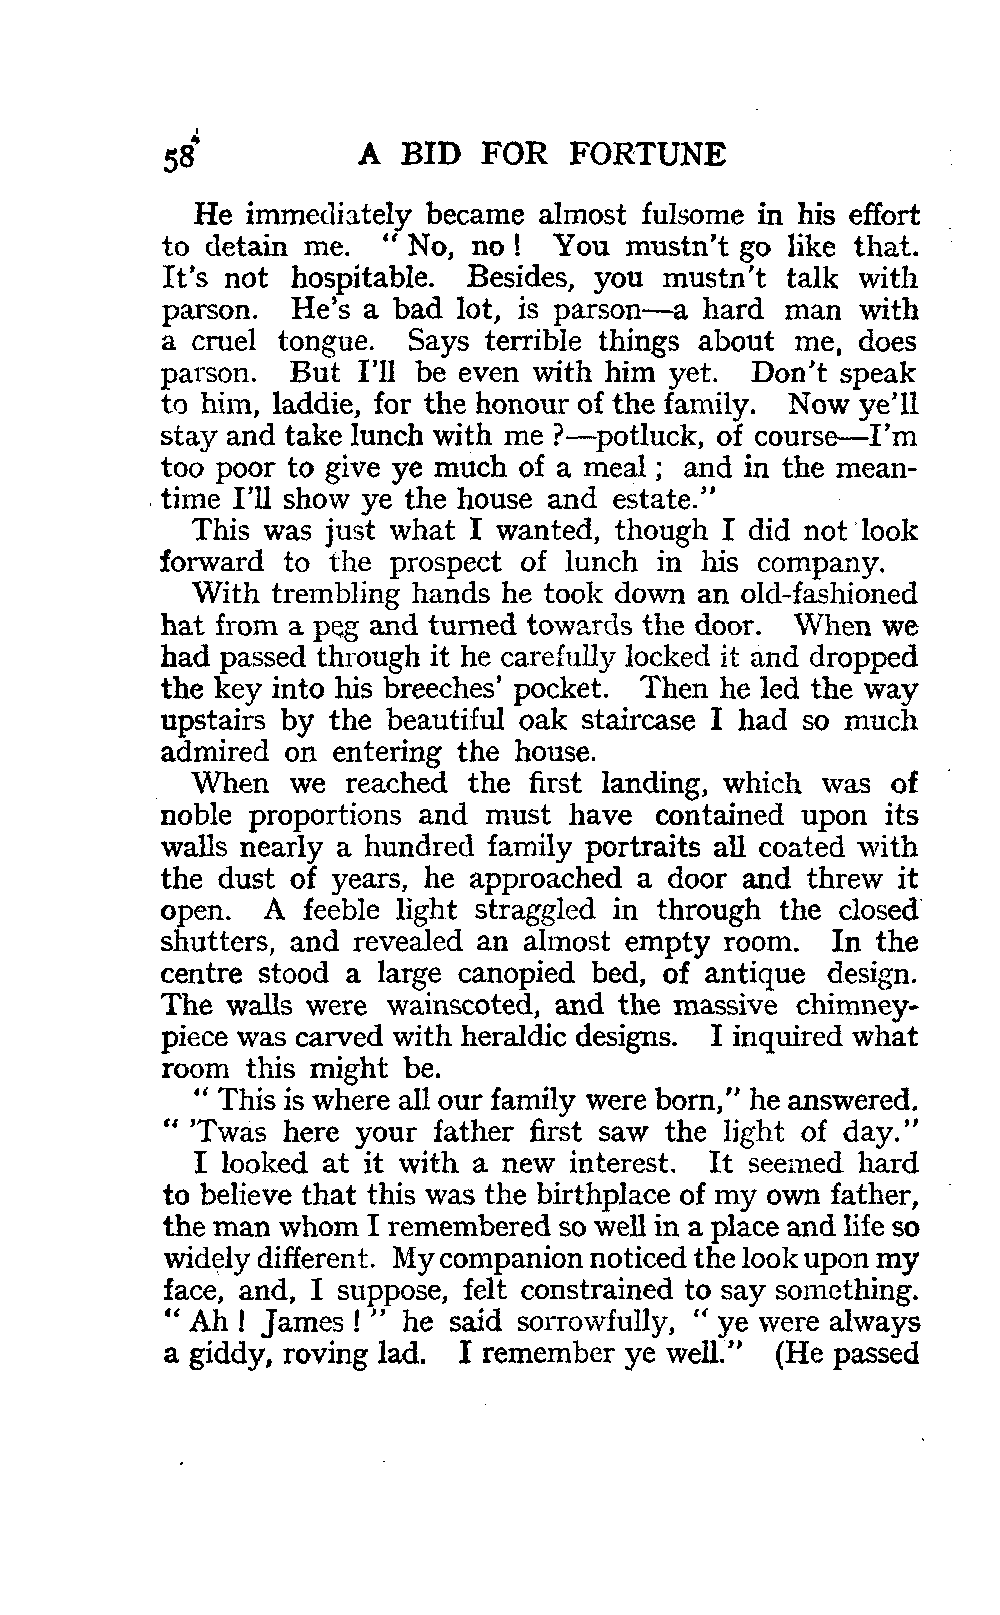 58 A BID FOR FORTUNE
He immediately became almost fulsome in his effort
to detain me. “ No, no ! You mustn't go like that.
It's not hospitable. Besides, you mustn't talk with
parson. He's a bad lot, is parson—a hard man with
a cruel tongue. Says terrible things about me, does
parson. But I'll be even with him yet. Don't speak
to him, laddie, for the honour of the family. Now ye'll
stay and take lunch with me ?—potluck, of course—I'm
too poor to give ye much of a meal ; and in the mean-
time I'll show ye the house and estate.”
This was just what I wanted, though I did not look
forward to the prospect of lunch in his company.
With trembling hands he took down an old-fashioned
hat from a peg and turned towards the door. When we
had passed through it he carefully locked it and dropped
the key into his breeches' pocket. Then he led the way
upstairs by the beautiful oak staircase I had so much
admired on entering the house.
When we reached the first landing, which was of
noble proportions and must have contained upon its
walls nearly a hundred family portraits all coated with
the dust of years, he approached a door and threw it
open. A feeble light straggled in through the closed
shutters, and revealed an almost empty room. In the
centre stood a large canopied bed, of antique design.
The walls were wainscoted, and the massive chimney-
piece was carved with heraldic designs. I inquired what
room this might be.
“ This is where all our family were born,” he answered.
“ 'Twas here your father first saw the light of day.”
I looked at it with a new interest. It seemed hard
to believe that this was the birthplace of my own father,
the man whom I remembered so well in a place and life so
widely different. My companion noticed the look upon my
face, and, I suppose, felt constrained to say something.
“ Ah ! James ! ” he said sorrowfully, “ ye were always
a giddy, roving lad. I remember ye well.” (He passed